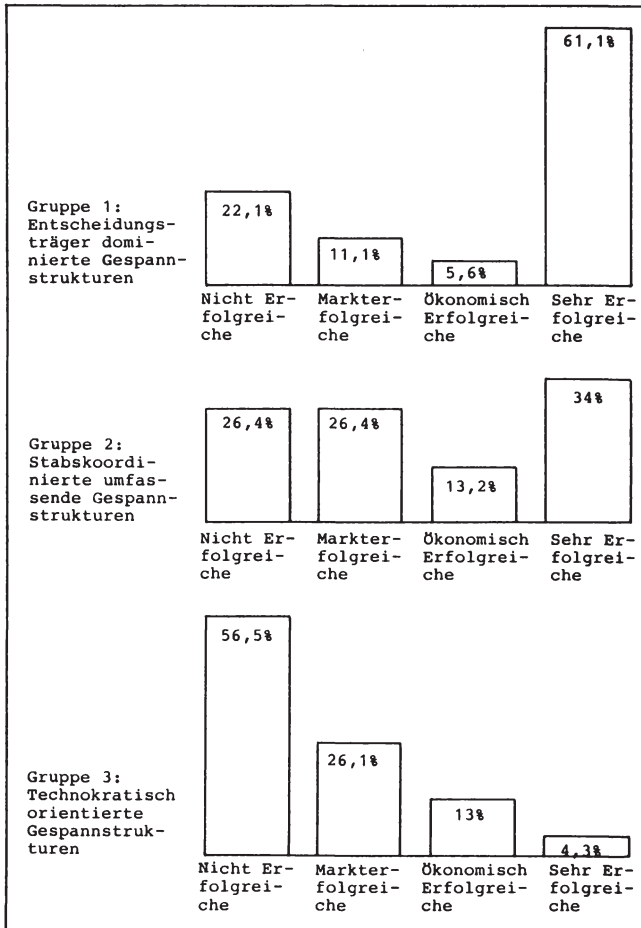 61,1%
Gruppe 1:
Entscheidungs-
träger domi-
nierte Gespann-
strukturen
22,1%
11,1%
5,6%
Nicht Er-
folgrei-
che
Markter-
folgrei-
che
Ökonomisch
Erfolgrei-
che
Sehr Er-
folgrei-
che
Gruppe 2:
Stabskoordi-
nierte umfas-
sende Gespann-
strukturen
26,4%
26,4%
13,2%
34%
Nicht Er-
folgrei-
che
Markter-
folgrei-
che
Ökonomisch
Erfolgrei-
che
Sehr Er-
folgrei-
che
Gruppe 3:
Technokratisch
orientierte
Gespannstruk-
turen
56,5%
26,1%
13%
4,3%
Nicht Er-
folgrei-
che
Markter-
folgrei-
che
Ökonomisch
Erfolgrei-
che
Sehr Er-
folgrei-
che